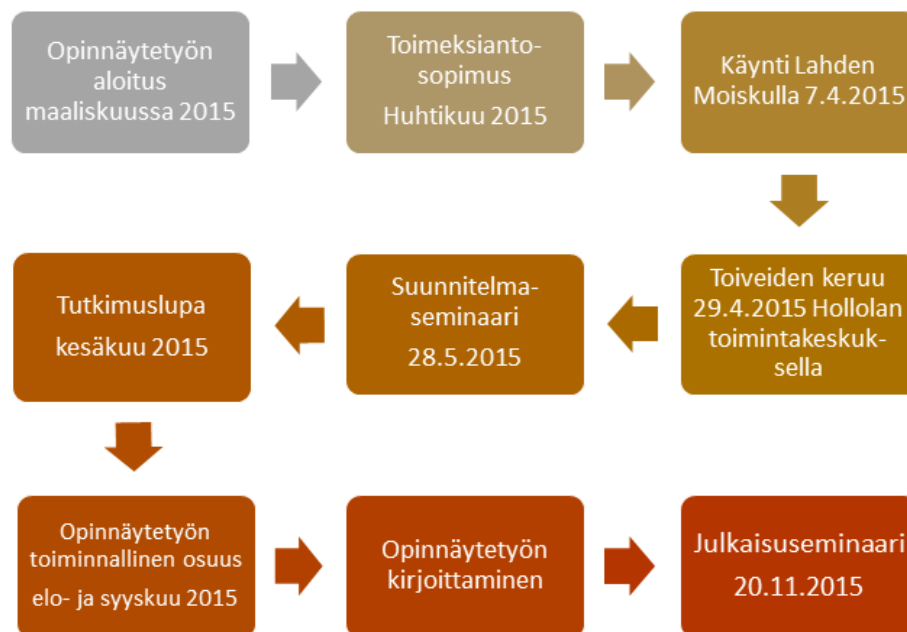 Opinnäytetyön
aloitus
maaliskuussa 2015
Toimeksianto-
sopimus
Huhtikuu 2015
Käynti Lahden
Moiskulla 7.4.2015
Toiveiden keruu
29.4.2015 Hollolan
toimintakeskuk-
sella
Suunnitelma-
seminaari
28.5.2015
Tutkimuslupa
kesäkuu 2015
Opinnäytetyön
toiminnallinen osuus
elo- ja syyskuu 2015
Opinnäytetyön
kirjoittaminen
Julkaisuseminaari
20.11.2015